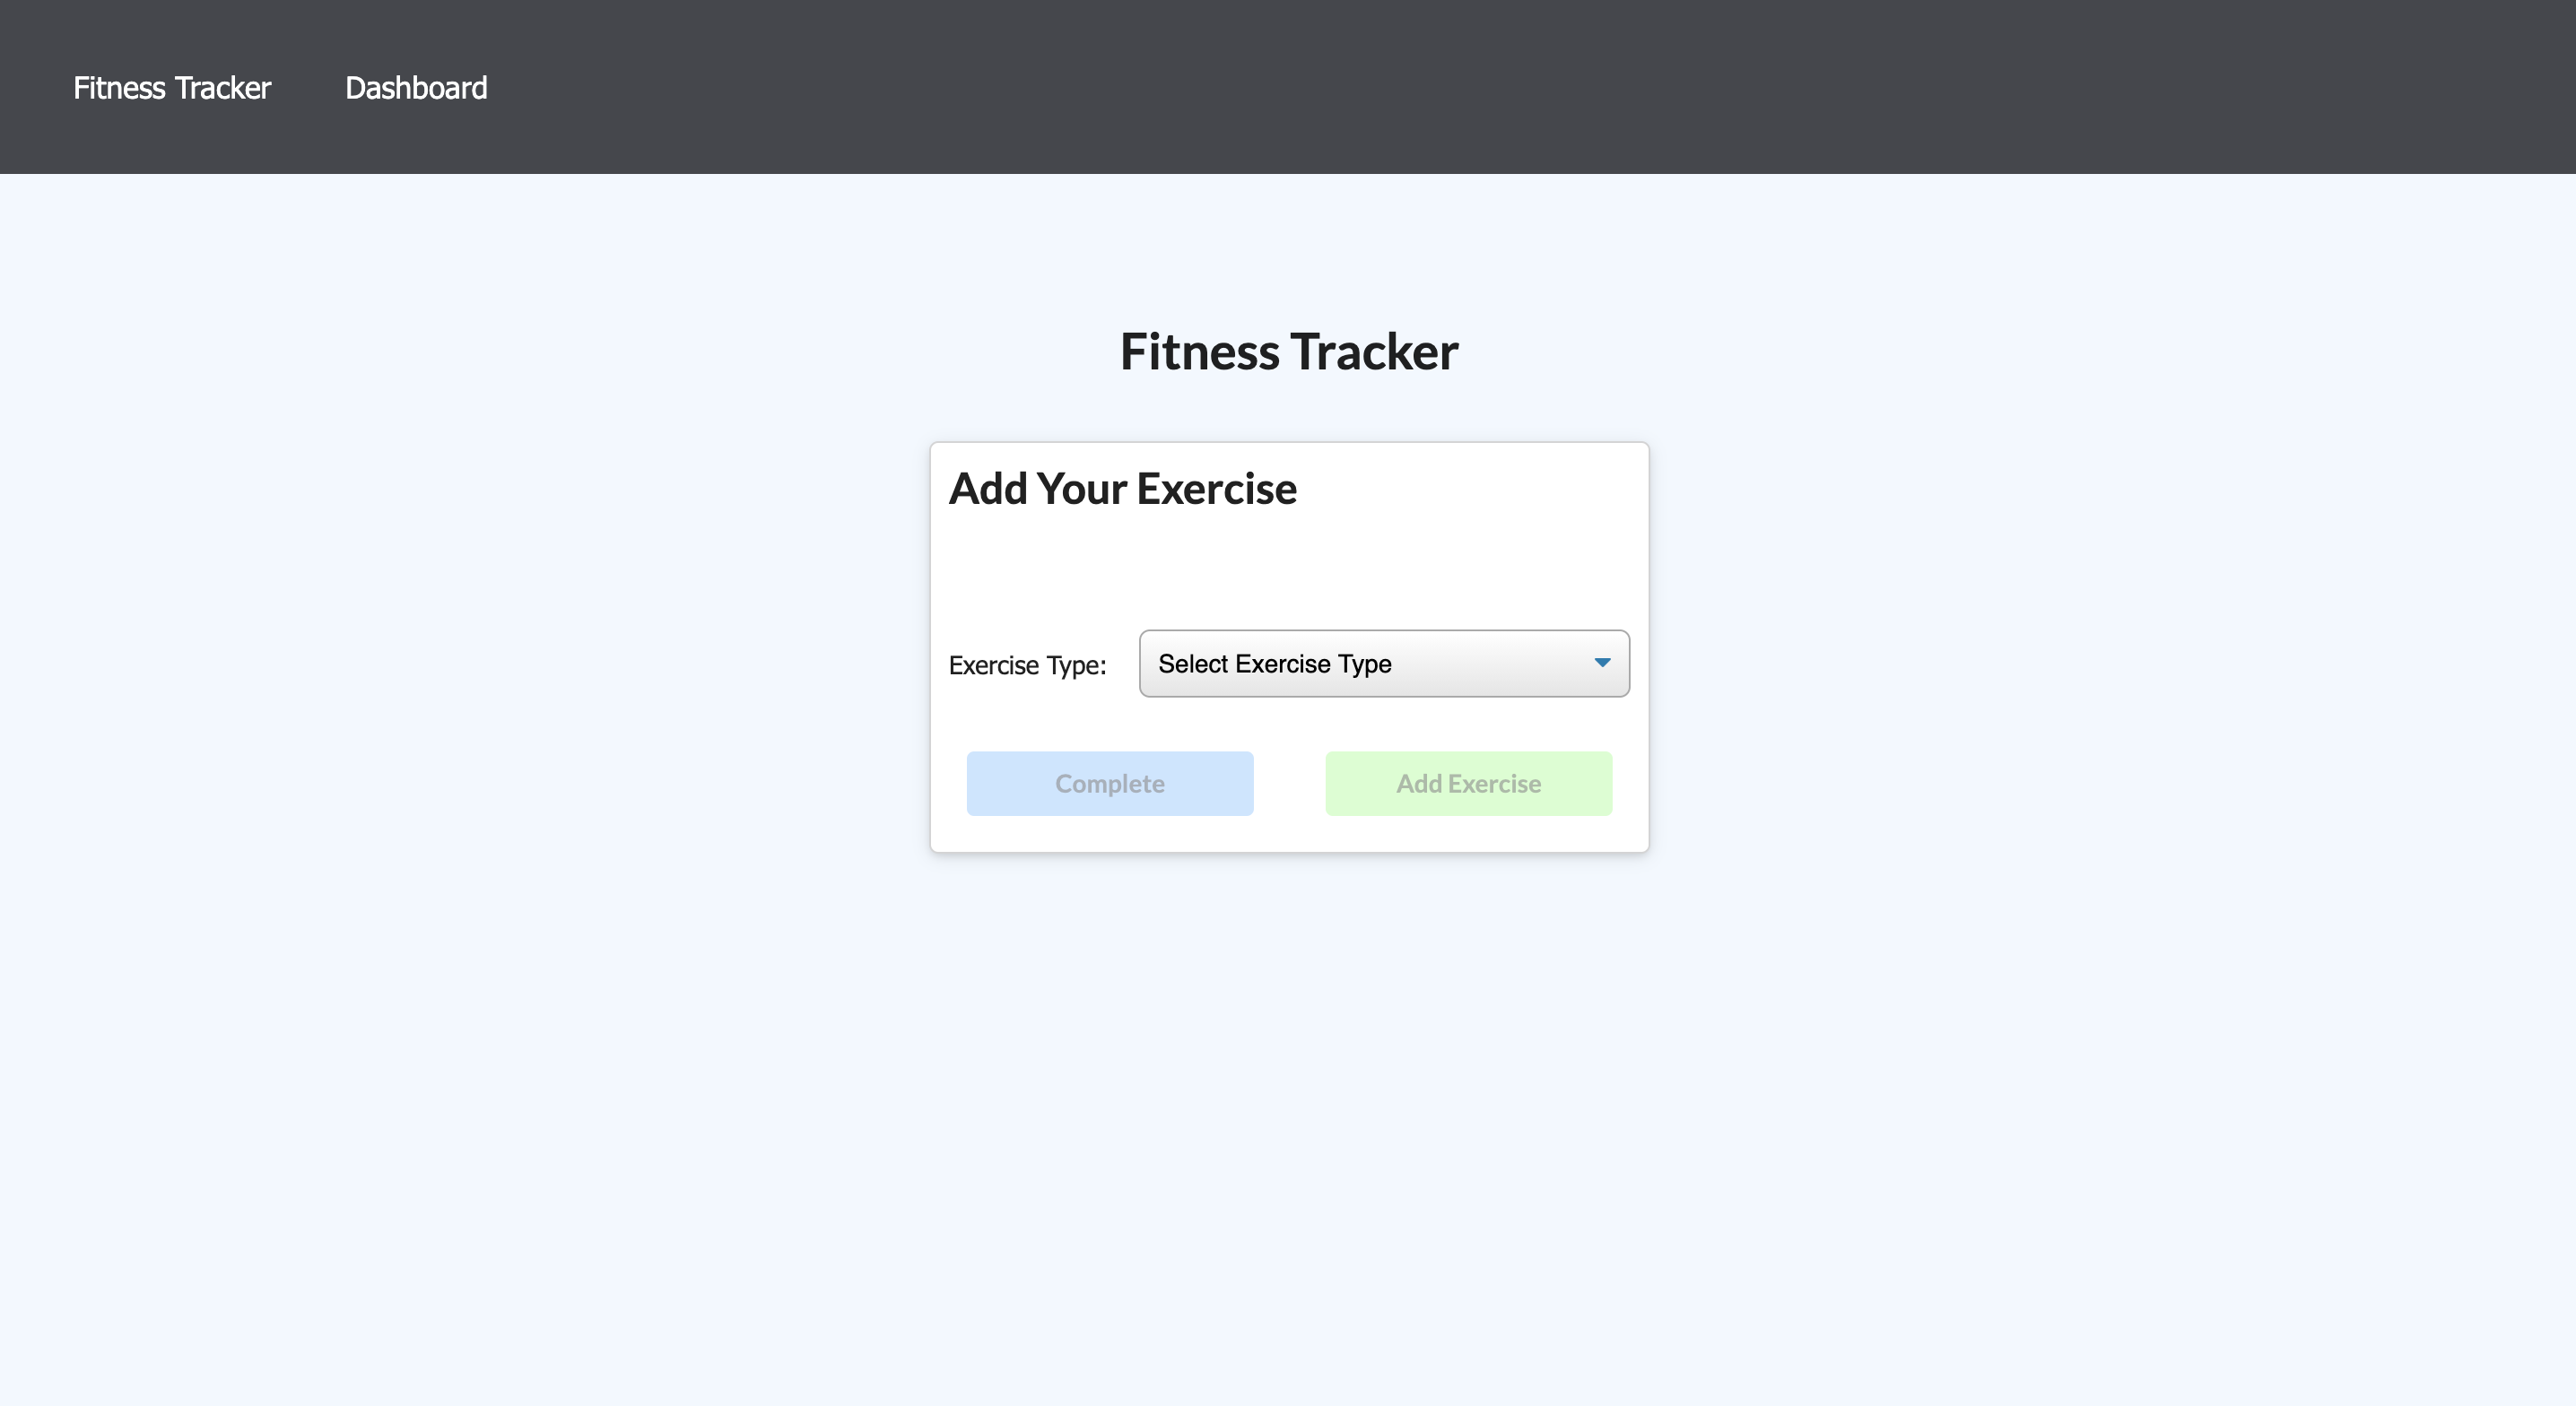 Fitness Tracker Dashboard
Fitness Tracker
Add Your Exercise
Exercise Type: Select Exercise Type
Complete Add Exercise